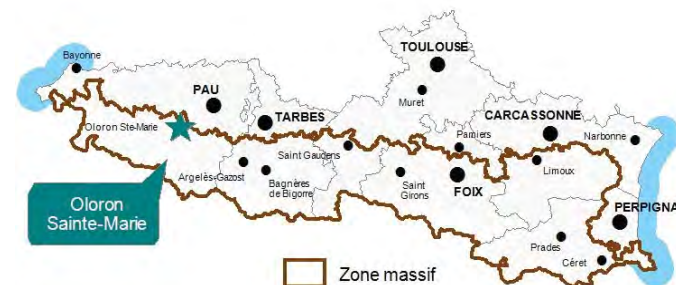 Bayonne
TOULOUSE
PAU
Muret
TARBES
CARCASSONNE
Oloron Ste-Marie
Pamiers
Narbonne
Saint Gaudens
Limoux
Argelès-Gazost
Bagnères
de Bigorre
Saint
Girons
FOIX
Oloron
Sainte-Marie
PERPIGNA
Prades
Céret
Zone massif